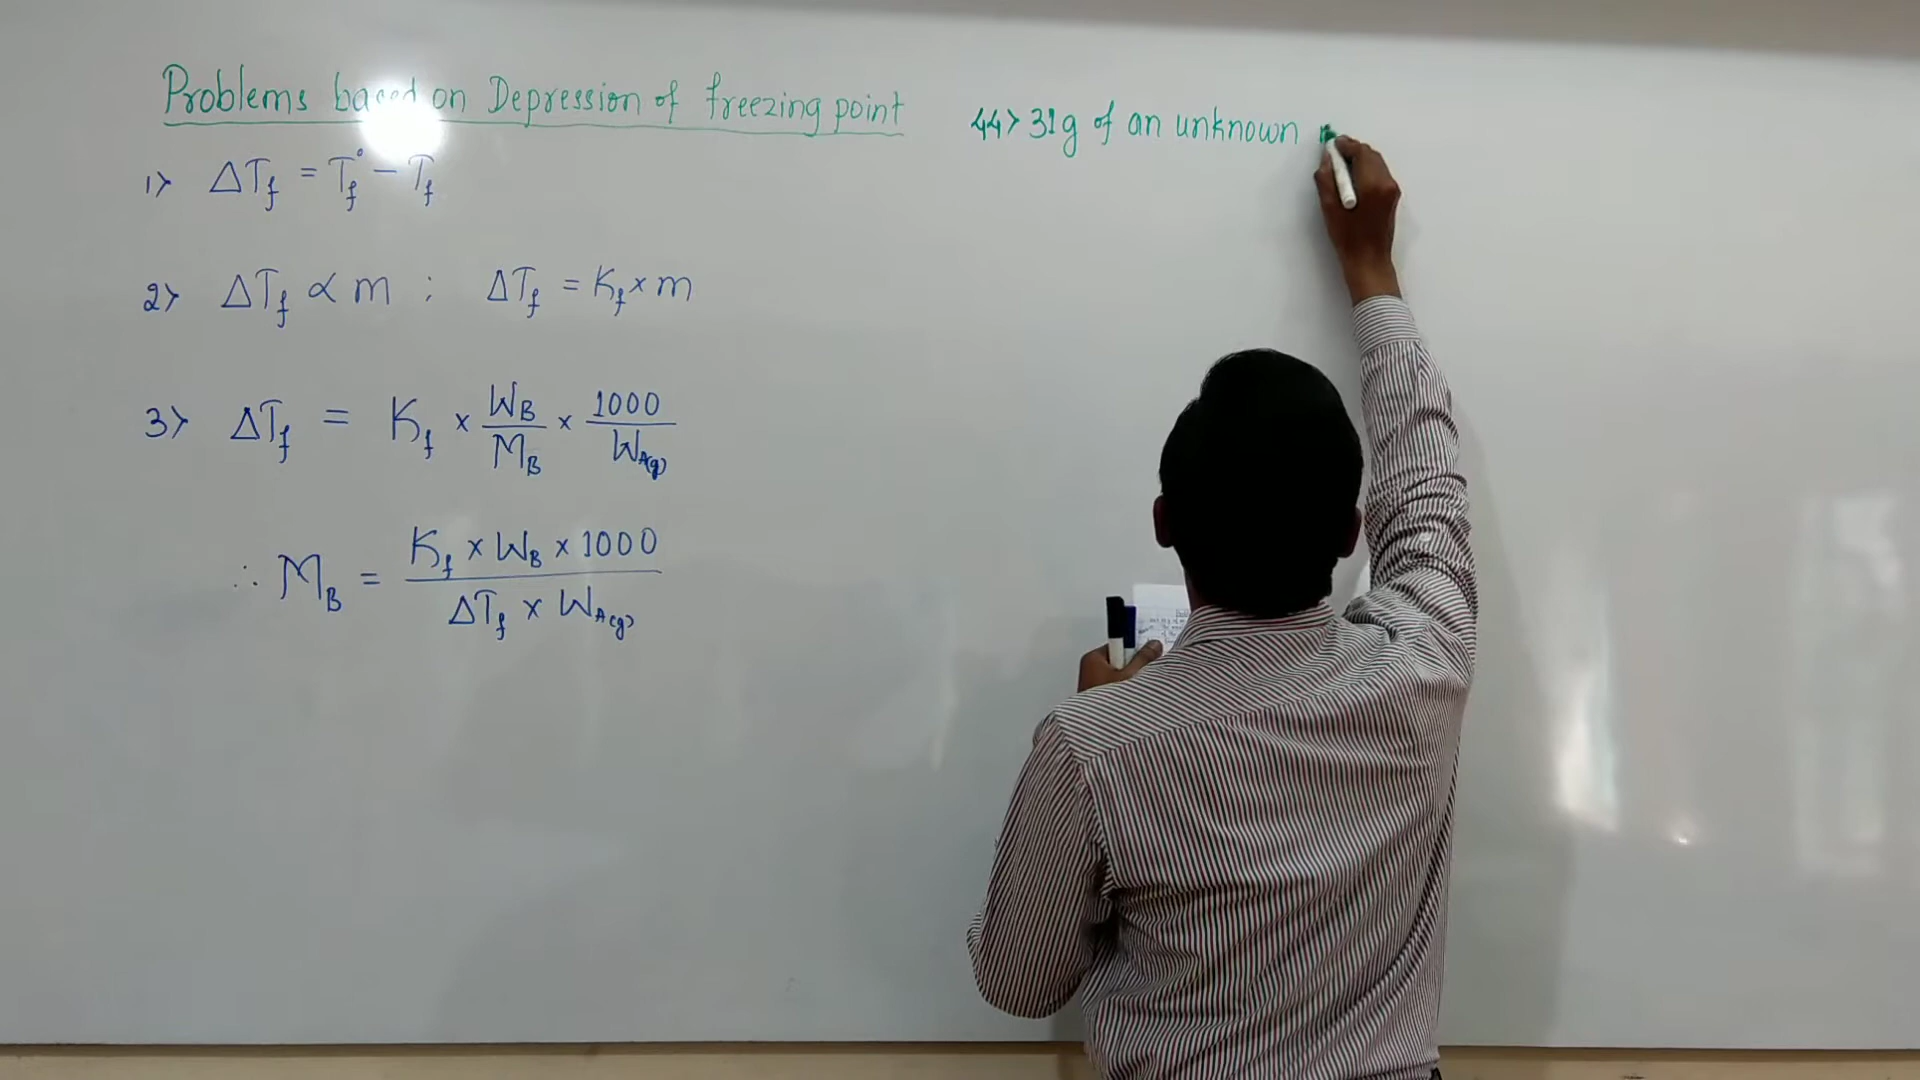 Problems based on Depression of freezing point
1> ΔTf = Tf° − Tf
2> ΔTf ∝ m ; ΔTf = Kf × m
3> ΔTf = Kf × WB/MB × 1000/WA(g)
∴ MB = Kf × WB × 1000 / ΔTf × WA(g)
44> 31g of an unknown